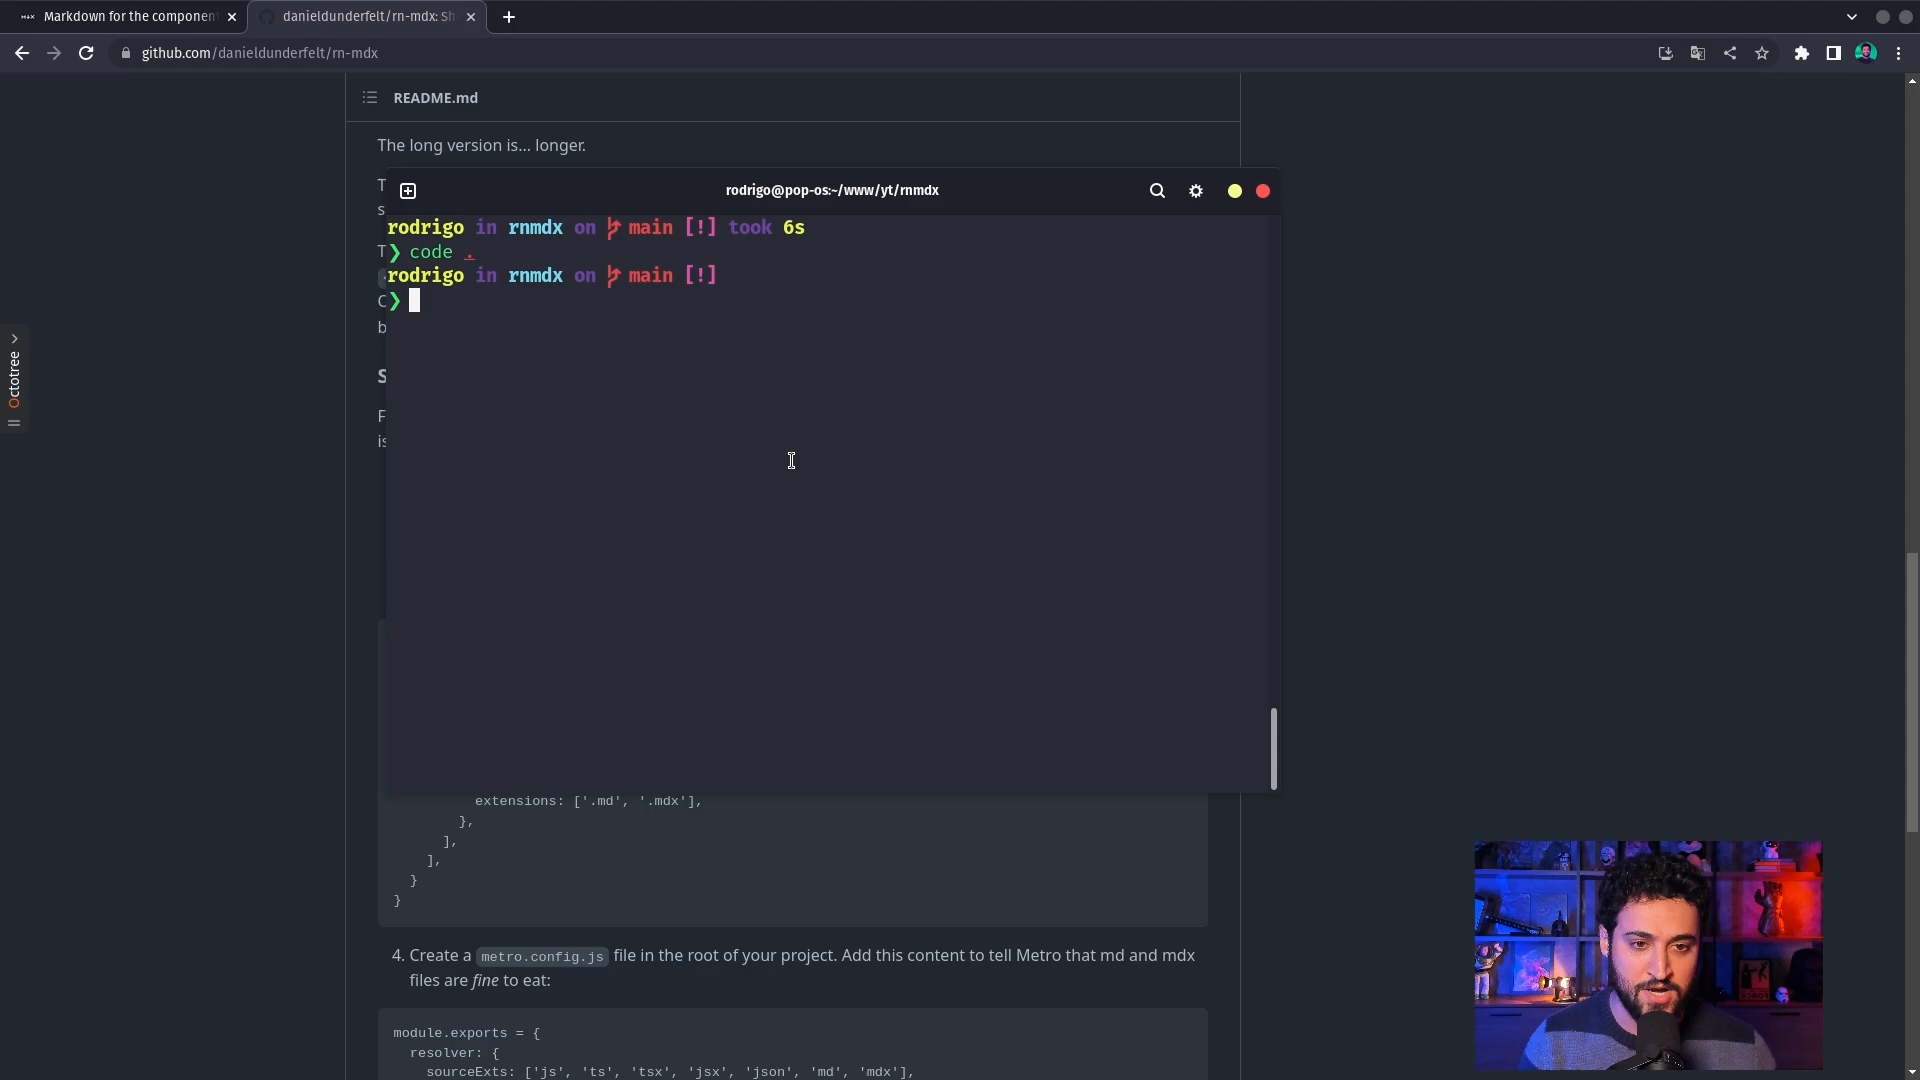 Markdown for the componen
danieldunderfelt/rn-mdx: Sh
github.com/danieldunderfelt/rn-mdx
README.md
The long version is... longer.
rodrigo@pop-os:~/www/yt/rnmdx
rodrigo in rnmdx on main [!] took 6s
❯ code .
rodrigo in rnmdx on main [!]
❯
Octotree
extensions: ['.md', '.mdx'],
},
],
],
}
}
4. Create a metro.config.js file in the root of your project. Add this content to tell Metro that md and mdx
files are fine to eat:
module.exports = {
resolver: {
sourceExts: ['js', 'ts', 'tsx', 'jsx', 'json', 'md', 'mdx'],